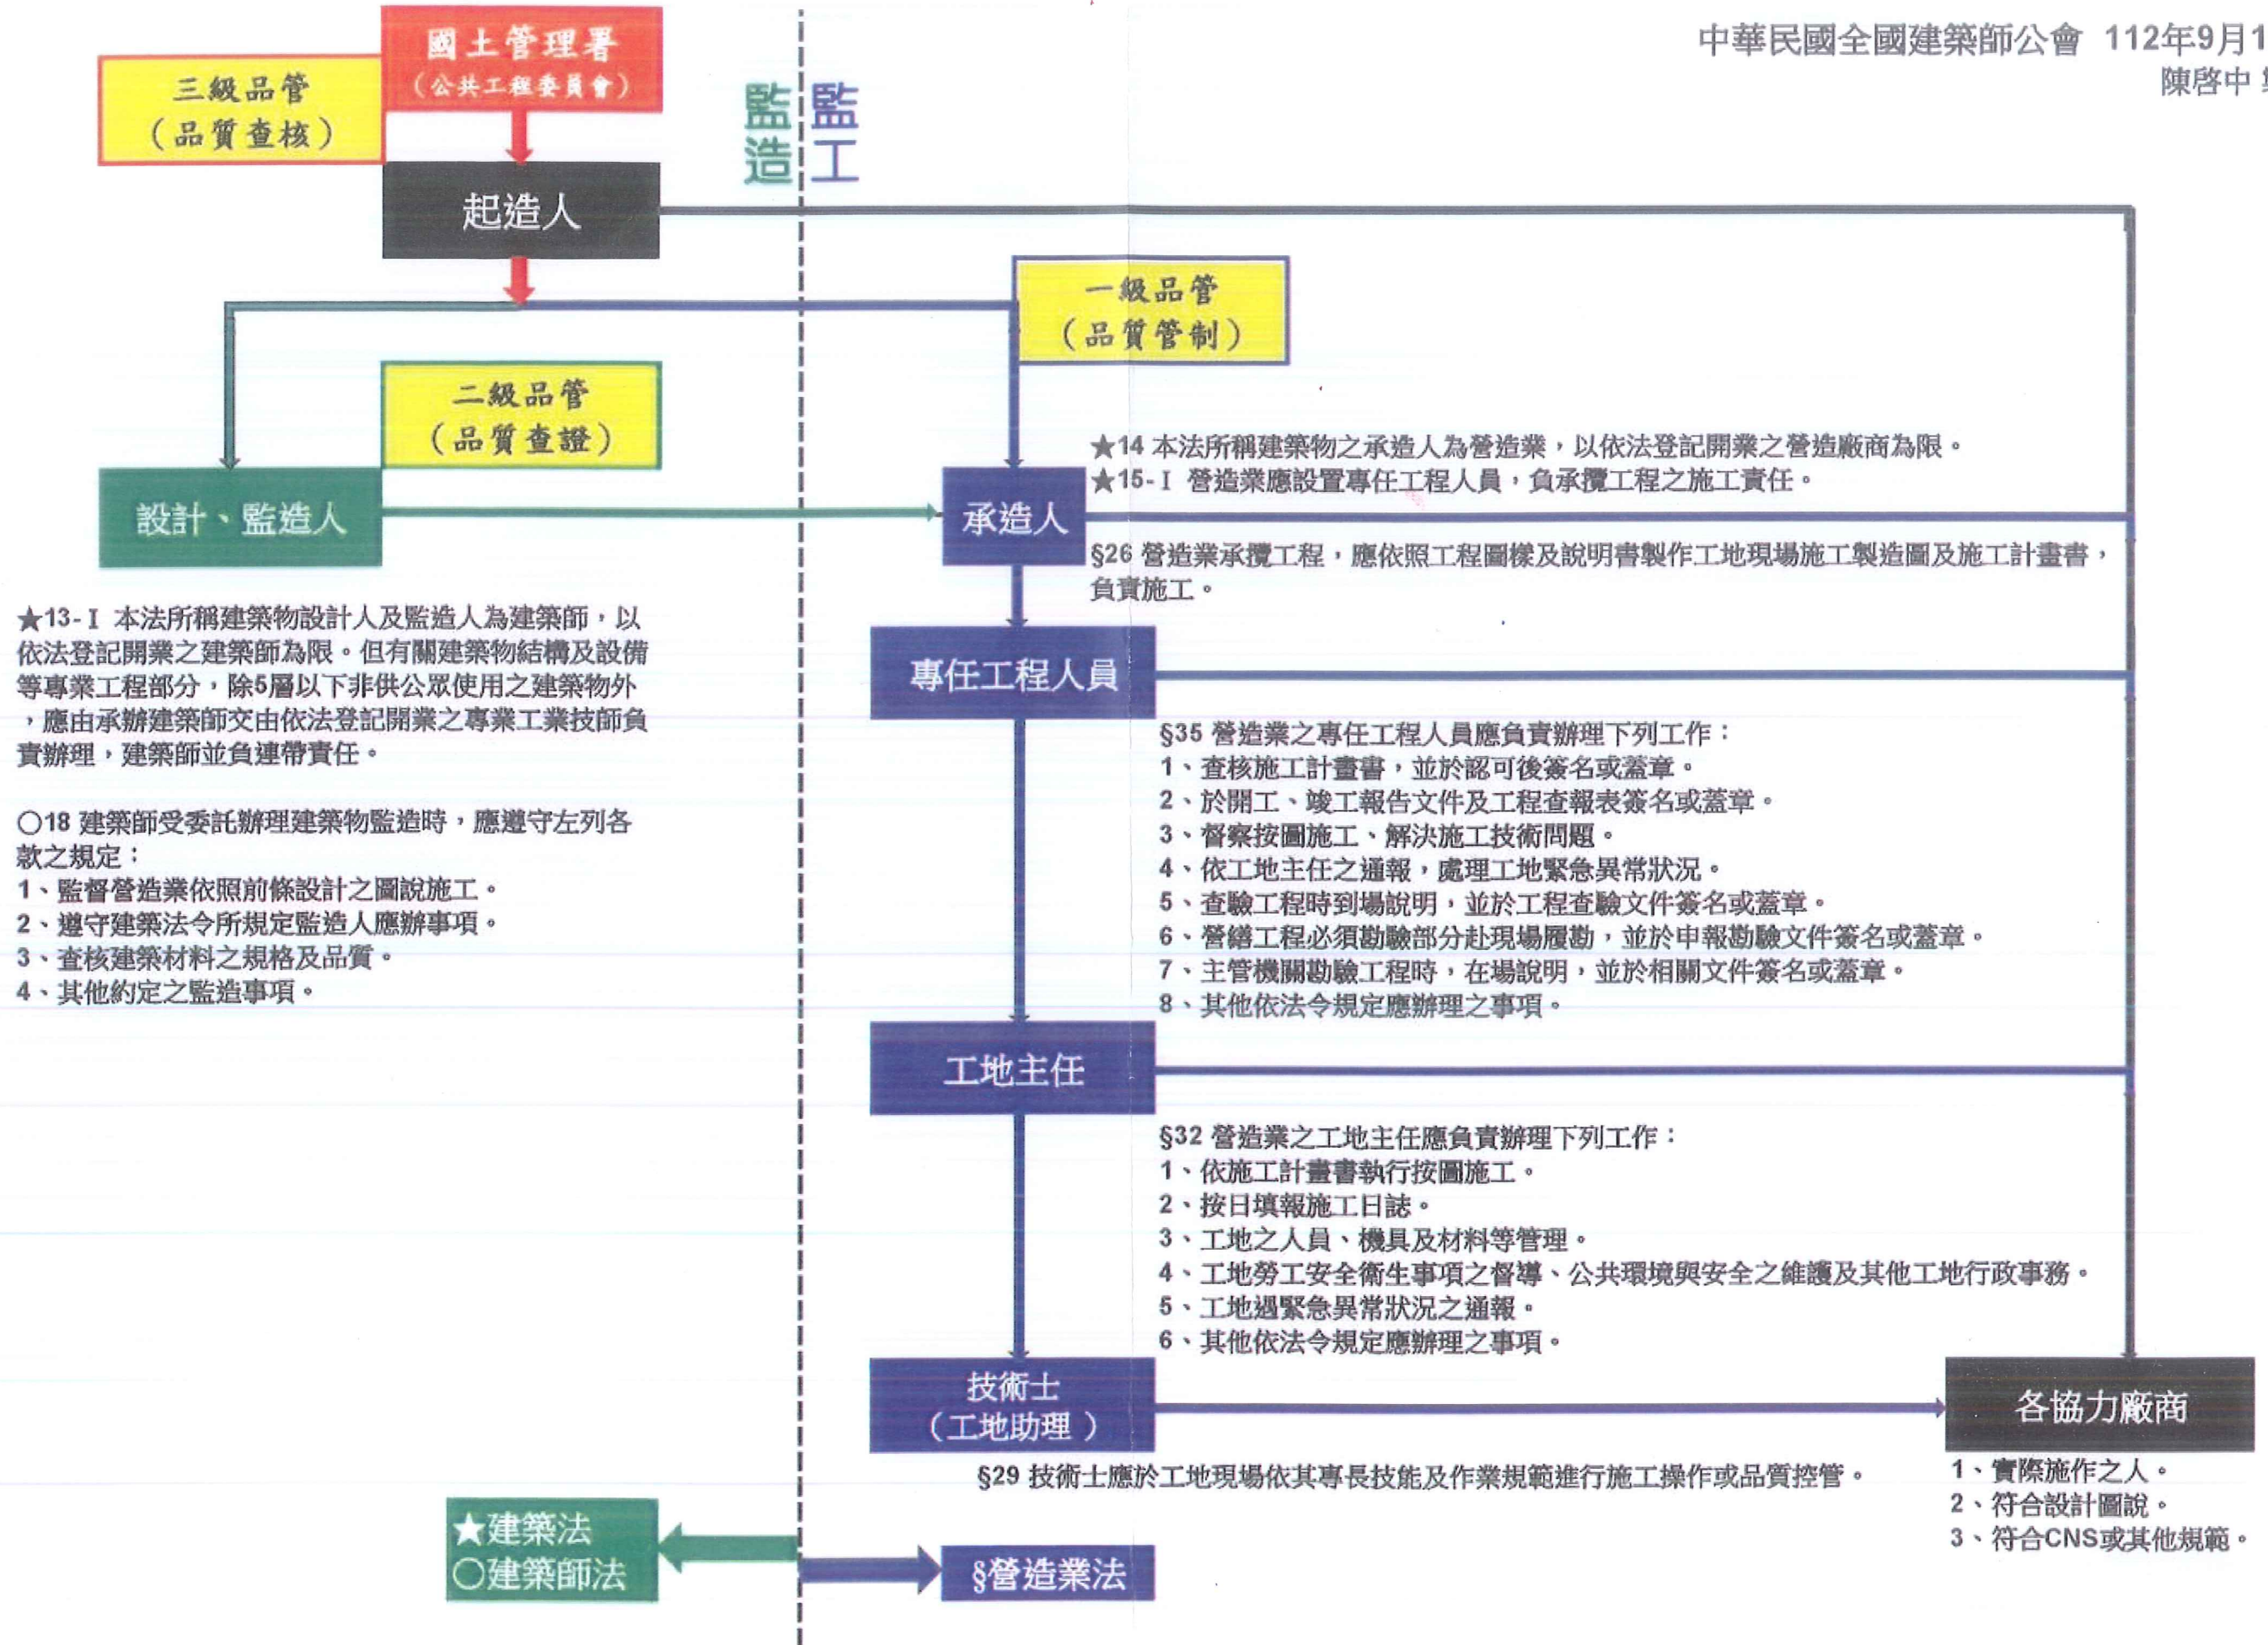 中華民國全國建築師公會 112年9月1
陳啓中
國土管理署
（公共工程委員會）
三級品管
（品質查核）
監造
監工
起造人
一級品管
（品質管制）
二級品管
（品質查證）
設計、監造人
★13-Ⅰ 本法所稱建築物設計人及監造人為建築師，以
依法登記開業之建築師為限。但有關建築物結構及設備
等專業工程部分，除5層以下非供公眾使用之建築物外
，應由承辦建築師交由依法登記開業之專業工業技師負
責辦理，建築師並負連帶責任。
○18 建築師受委託辦理建築物監造時，應遵守左列各
款之規定：
1、監督營造業依照前條設計之圖說施工。
2、遵守建築法令所規定監造人應辦事項。
3、查核建築材料之規格及品質。
4、其他約定之監造事項。
★14 本法所稱建築物之承造人為營造業，以依法登記開業之營造廠商為限。
★15-Ⅰ 營造業應設置專任工程人員，負承攬工程之施工責任。
承造人
§26 營造業承攬工程，應依照工程圖樣及說明書製作工地現場施工製造圖及施工計畫書，
負責施工。
專任工程人員
§35 營造業之專任工程人員應負責辦理下列工作：
1、查核施工計畫書，並於認可後簽名或蓋章。
2、於開工、竣工報告文件及工程查報表簽名或蓋章。
3、督察按圖施工、解決施工技術問題。
4、依工地主任之通報，處理工地緊急異常狀況。
5、查驗工程時到場說明，並於工程查驗文件簽名或蓋章。
6、營繕工程必須勘驗部分赴現場履勘，並於申報勘驗文件簽名或蓋章。
7、主管機關勘驗工程時，在場說明，並於相關文件簽名或蓋章。
8、其他依法令規定應辦理之事項。
工地主任
§32 營造業之工地主任應負責辦理下列工作：
1、依施工計畫書執行按圖施工。
2、按日填報施工日誌。
3、工地之人員、機具及材料等管理。
4、工地勞工安全衛生事項之督導、公共環境與安全之維護及其他工地行政事務。
5、工地遇緊急異常狀況之通報。
6、其他依法令規定應辦理之事項。
技術士
（工地助理）
§29 技術士應於工地現場依其專長技能及作業規範進行施工操作或品質控管。
各協力廠商
1、實際施作之人。
2、符合設計圖說。
3、符合CNS或其他規範。
★建築法
○建築師法
§營造業法